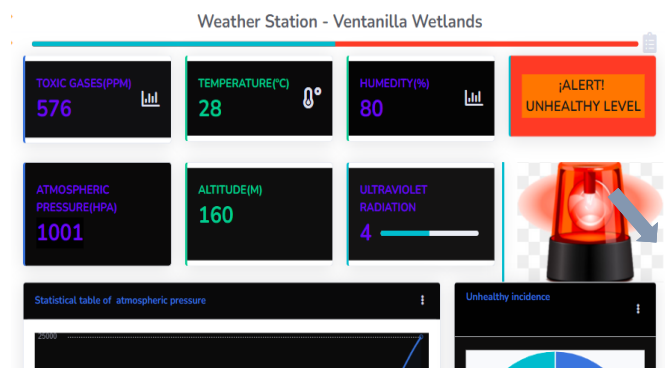 Weather Station - Ventanilla Wetlands
TOXIC GASES(PPM)
576
TEMPERATURE(°C)
28
HUMEDITY(%)
80
¡ALERT!
UNHEALTHY LEVEL
ATMOSPHERIC
PRESSURE(HPA)
1001
ALTITUDE(M)
160
ULTRAVIOLET
RADIATION
4
Statistical table of atmospheric pressure
Unhealthy incidence
25000